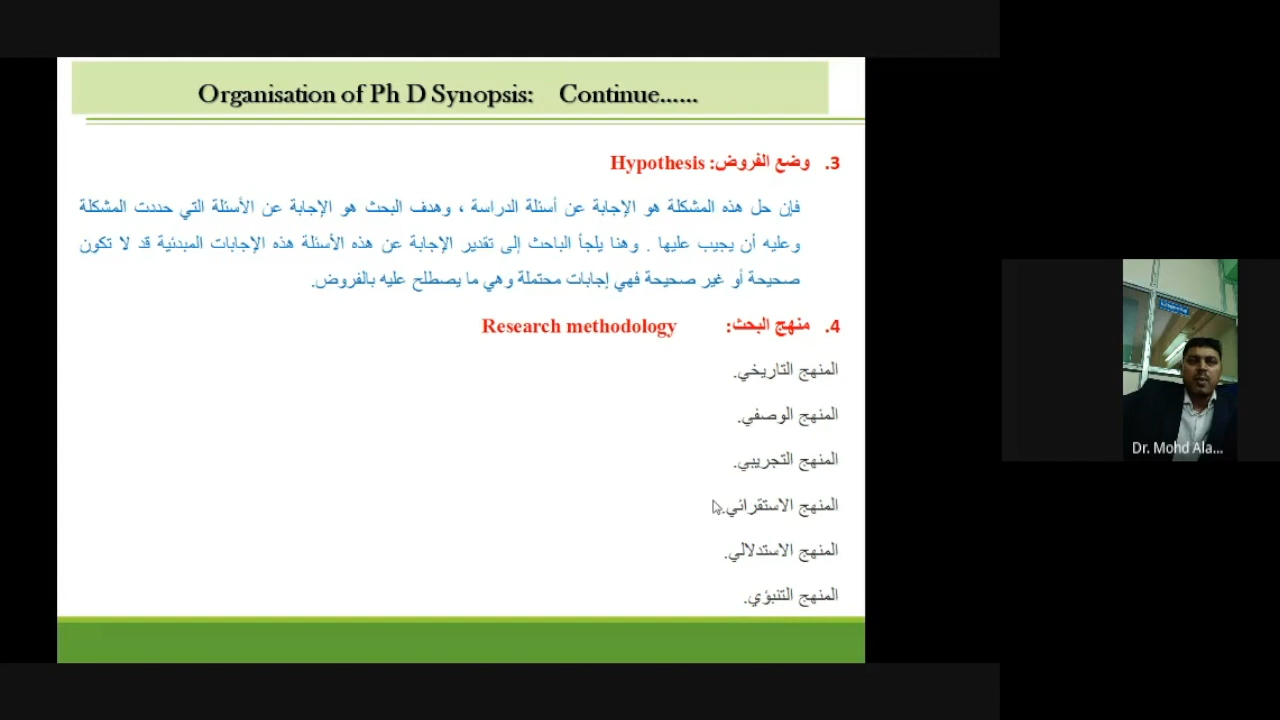 Organisation of Ph D Synopsis: Continue......
3. وضع الفروض: Hypothesis
فإن حل هذه المشكلة هو الإجابة عن أسئلة الدراسة ، وهدف البحث هو الإجابة عن الأسئلة التي حددت المشكلة
وعليه أن يجيب عليها . وهنا يلجأ الباحث إلى تقدير الإجابة عن هذه الأسئلة هذه الإجابات المبدئية قد لا تكون
صحيحة أو غير صحيحة فهي إجابات محتملة وهي ما يصطلح عليه بالفروض.
4. منهج البحث: Research methodology
المنهج التاريخي.
المنهج الوصفي.
المنهج التجريبي.
المنهج الاستقرائي.
المنهج الاستدلالي.
المنهج التنبؤي.
Dr. Mohd Ala...